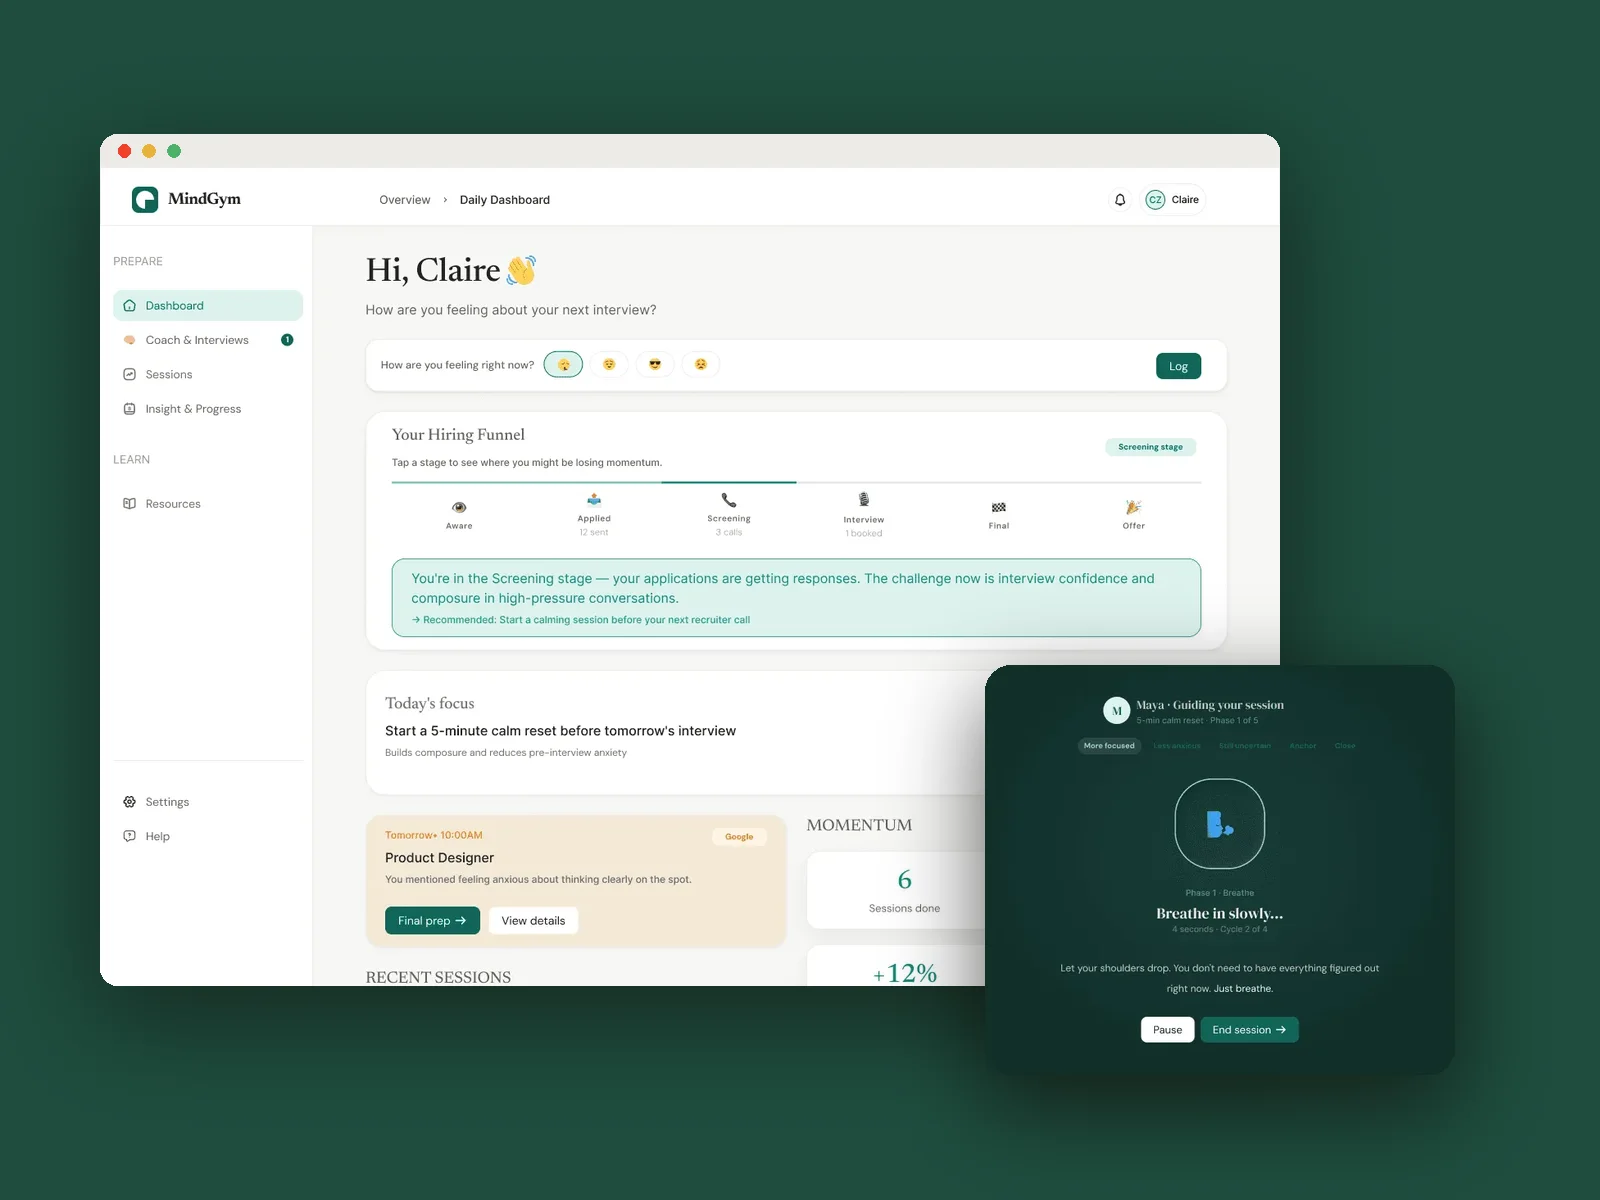 MindGym
Overview › Daily Dashboard
CZ Claire
PREPARE
Dashboard
Coach & Interviews 1
Sessions
Insight & Progress
LEARN
Resources
Settings
Help
Hi, Claire 👋
How are you feeling about your next interview?
How are you feeling right now?
Log
Your Hiring Funnel
Tap a stage to see where you might be losing momentum.
Screening stage
Aware
Applied
12 sent
Screening
3 calls
Interview
1 booked
Final
Offer
You're in the Screening stage — your applications are getting responses. The challenge now is interview confidence and
composure in high-pressure conversations.
→ Recommended: Start a calming session before your next recruiter call
Today's focus
Start a 5-minute calm reset before tomorrow's interview
Builds composure and reduces pre-interview anxiety
Tomorrow• 10:00AM
Google
Product Designer
You mentioned feeling anxious about thinking clearly on the spot.
Final prep →
View details
RECENT SESSIONS
MOMENTUM
6
Sessions done
+12%
M
Maya · Guiding your session
5-min calm reset · Phase 1 of 5
More focused Less anxious Still uncertain Anchor Close
Phase 1 · Breathe
Breathe in slowly...
4 seconds · Cycle 2 of 4
Let your shoulders drop. You don't need to have everything figured out
right now. Just breathe.
Pause
End session →